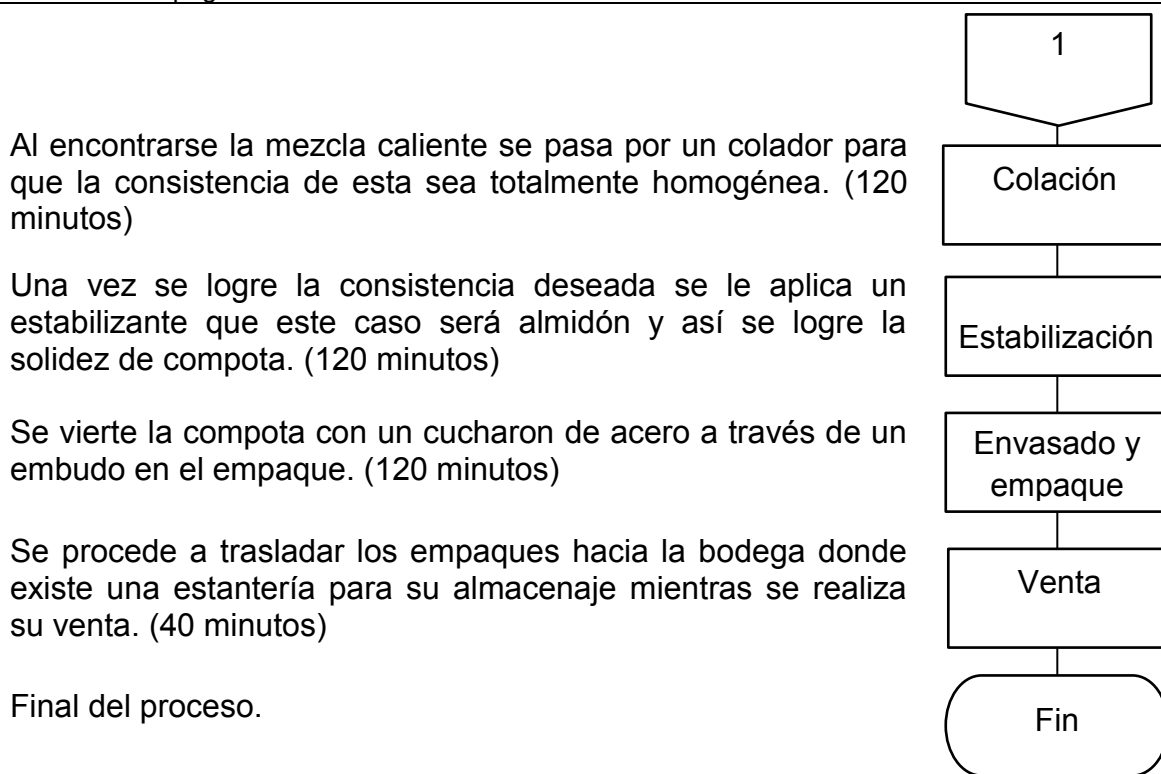 1
Al encontrarse la mezcla caliente se pasa por un colador para
que la consistencia de esta sea totalmente homogénea. (120
minutos)
Colación
Una vez se logre la consistencia deseada se le aplica un
estabilizante que este caso será almidón y así se logre la
solidez de compota. (120 minutos)
Estabilización
Se vierte la compota con un cucharon de acero a través de un
embudo en el empaque. (120 minutos)
Envasado y
empaque
Se procede a trasladar los empaques hacia la bodega donde
existe una estantería para su almacenaje mientras se realiza
su venta. (40 minutos)
Venta
Final del proceso.
Fin